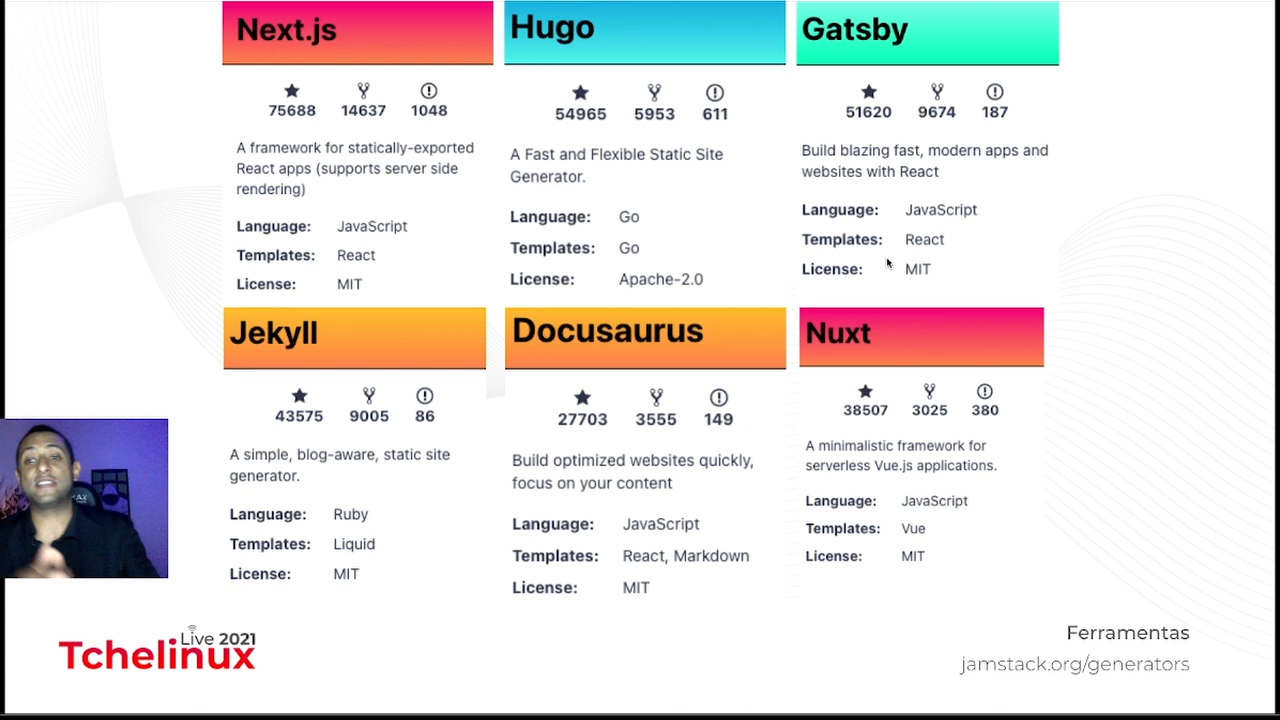 Next.js
75688 14637 1048
A framework for statically-exported
React apps (supports server side
rendering)
Language: JavaScript
Templates: React
License: MIT
Hugo
54965 5953 611
A Fast and Flexible Static Site
Generator.
Language: Go
Templates: Go
License: Apache-2.0
Gatsby
51620 9674 187
Build blazing fast, modern apps and
websites with React
Language: JavaScript
Templates: React
License: MIT
Jekyll
43575 9005 86
A simple, blog-aware, static site
generator.
Language: Ruby
Templates: Liquid
License: MIT
Docusaurus
27703 3555 149
Build optimized websites quickly,
focus on your content
Language: JavaScript
Templates: React, Markdown
License: MIT
Nuxt
38507 3025 380
A minimalistic framework for
serverless Vue.js applications.
Language: JavaScript
Templates: Vue
License: MIT
Live 2021
Tchelinux
Ferramentas
jamstack.org/generators